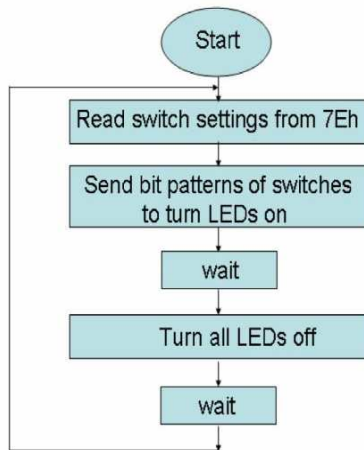 Start
Read switch settings from 7Eh
Send bit patterns of switches
to turn LEDs on
wait
Turn all LEDs off
wait